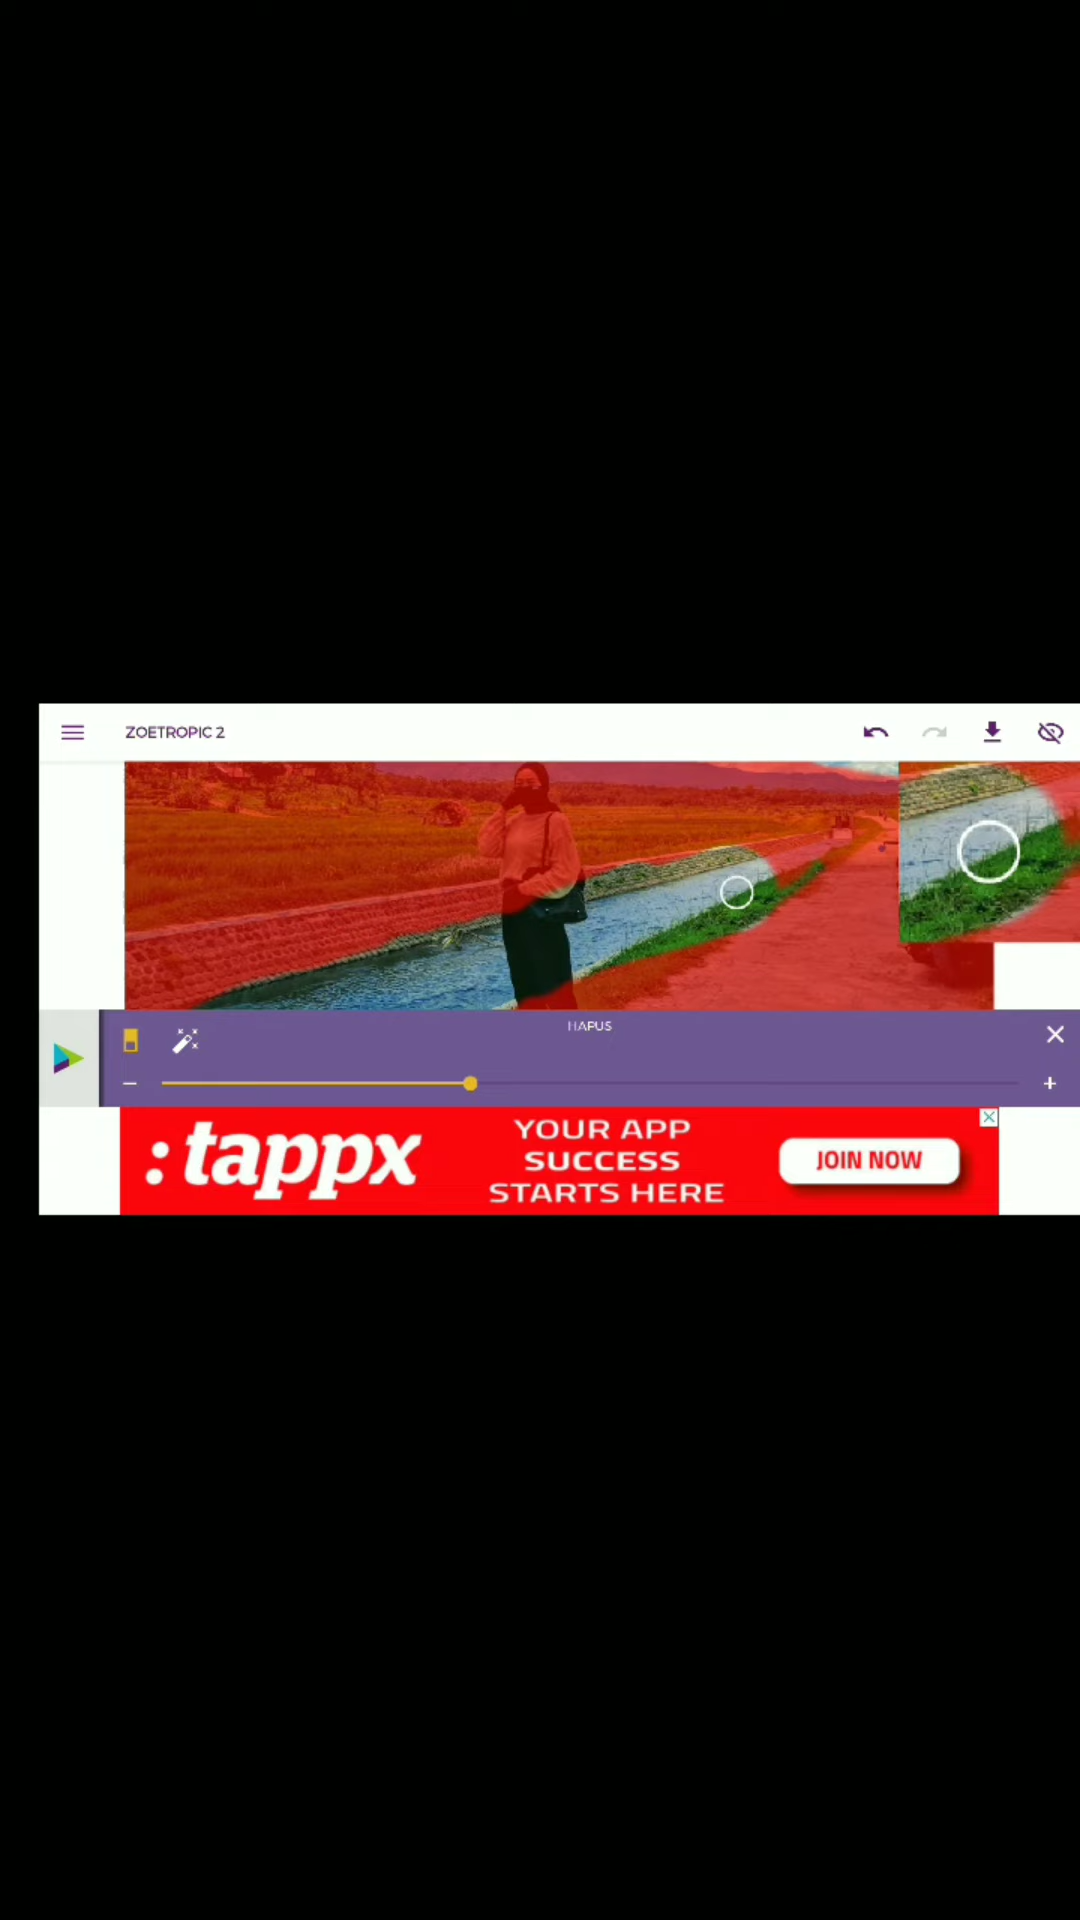 ZOETROPIC 2
HAPUS
:tappx
YOUR APP
SUCCESS
STARTS HERE
JOIN NOW